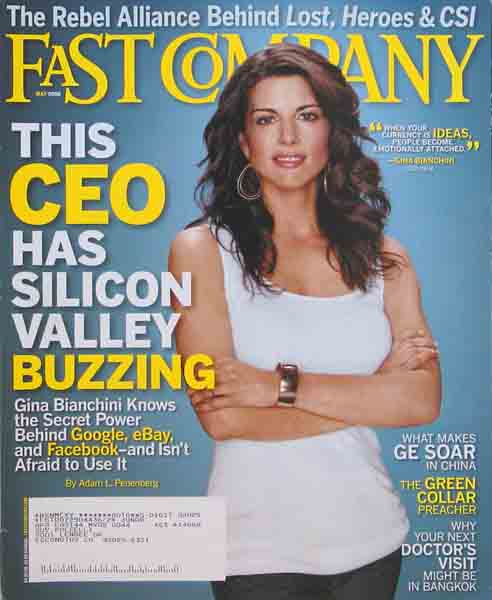 The Rebel Alliance Behind Lost, Heroes & CSI
FAST COMPANY
MAY 2008
THIS
CEO
HAS
SILICON
VALLEY
BUZZING
Gina Bianchini Knows
the Secret Power
Behind Google, eBay,
and Facebook–and Isn't
Afraid to Use It
By Adam L. Penenberg
“WHEN YOUR
CURRENCY IS IDEAS,
PEOPLE BECOME
EMOTIONALLY ATTACHED.”
—GINA BIANCHINI
WHAT MAKES
GE SOAR
IN CHINA
THE GREEN
COLLAR
PREACHER
WHY
YOUR NEXT
DOCTOR'S
VISIT
MIGHT BE
IN BANGKOK